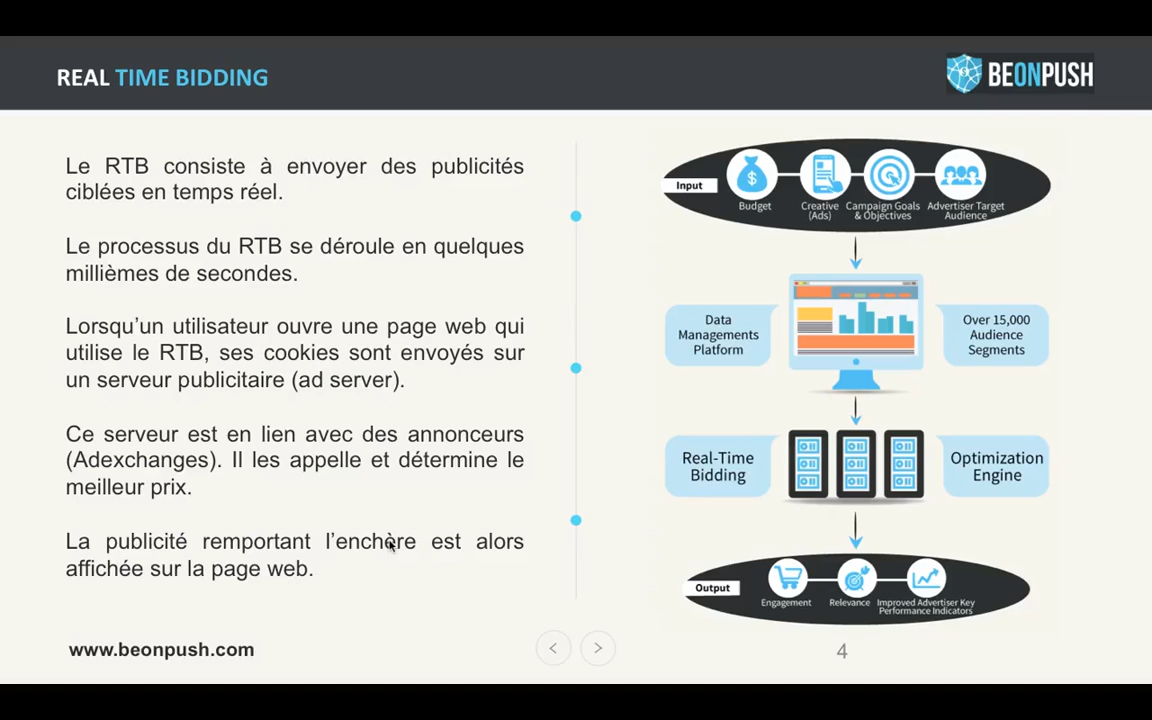 REAL TIME BIDDING
BEONPUSH
Le RTB consiste à envoyer des publicités
ciblées en temps réel.
Le processus du RTB se déroule en quelques
millièmes de secondes.
Lorsqu’un utilisateur ouvre une page web qui
utilise le RTB, ses cookies sont envoyés sur
un serveur publicitaire (ad server).
Ce serveur est en lien avec des annonceurs
(Adexchanges). Il les appelle et détermine le
meilleur prix.
La publicité remportant l’enchère est alors
affichée sur la page web.
Input
Budget
Creative
(Ads)
Campaign Goals
& Objectives
Advertiser Target
Audience
Data
Managements
Platform
Over 15,000
Audience
Segments
Real-Time
Bidding
Optimization
Engine
Output
Engagement
Relevance
Improved Advertiser Key
Performance Indicators
www.beonpush.com
4